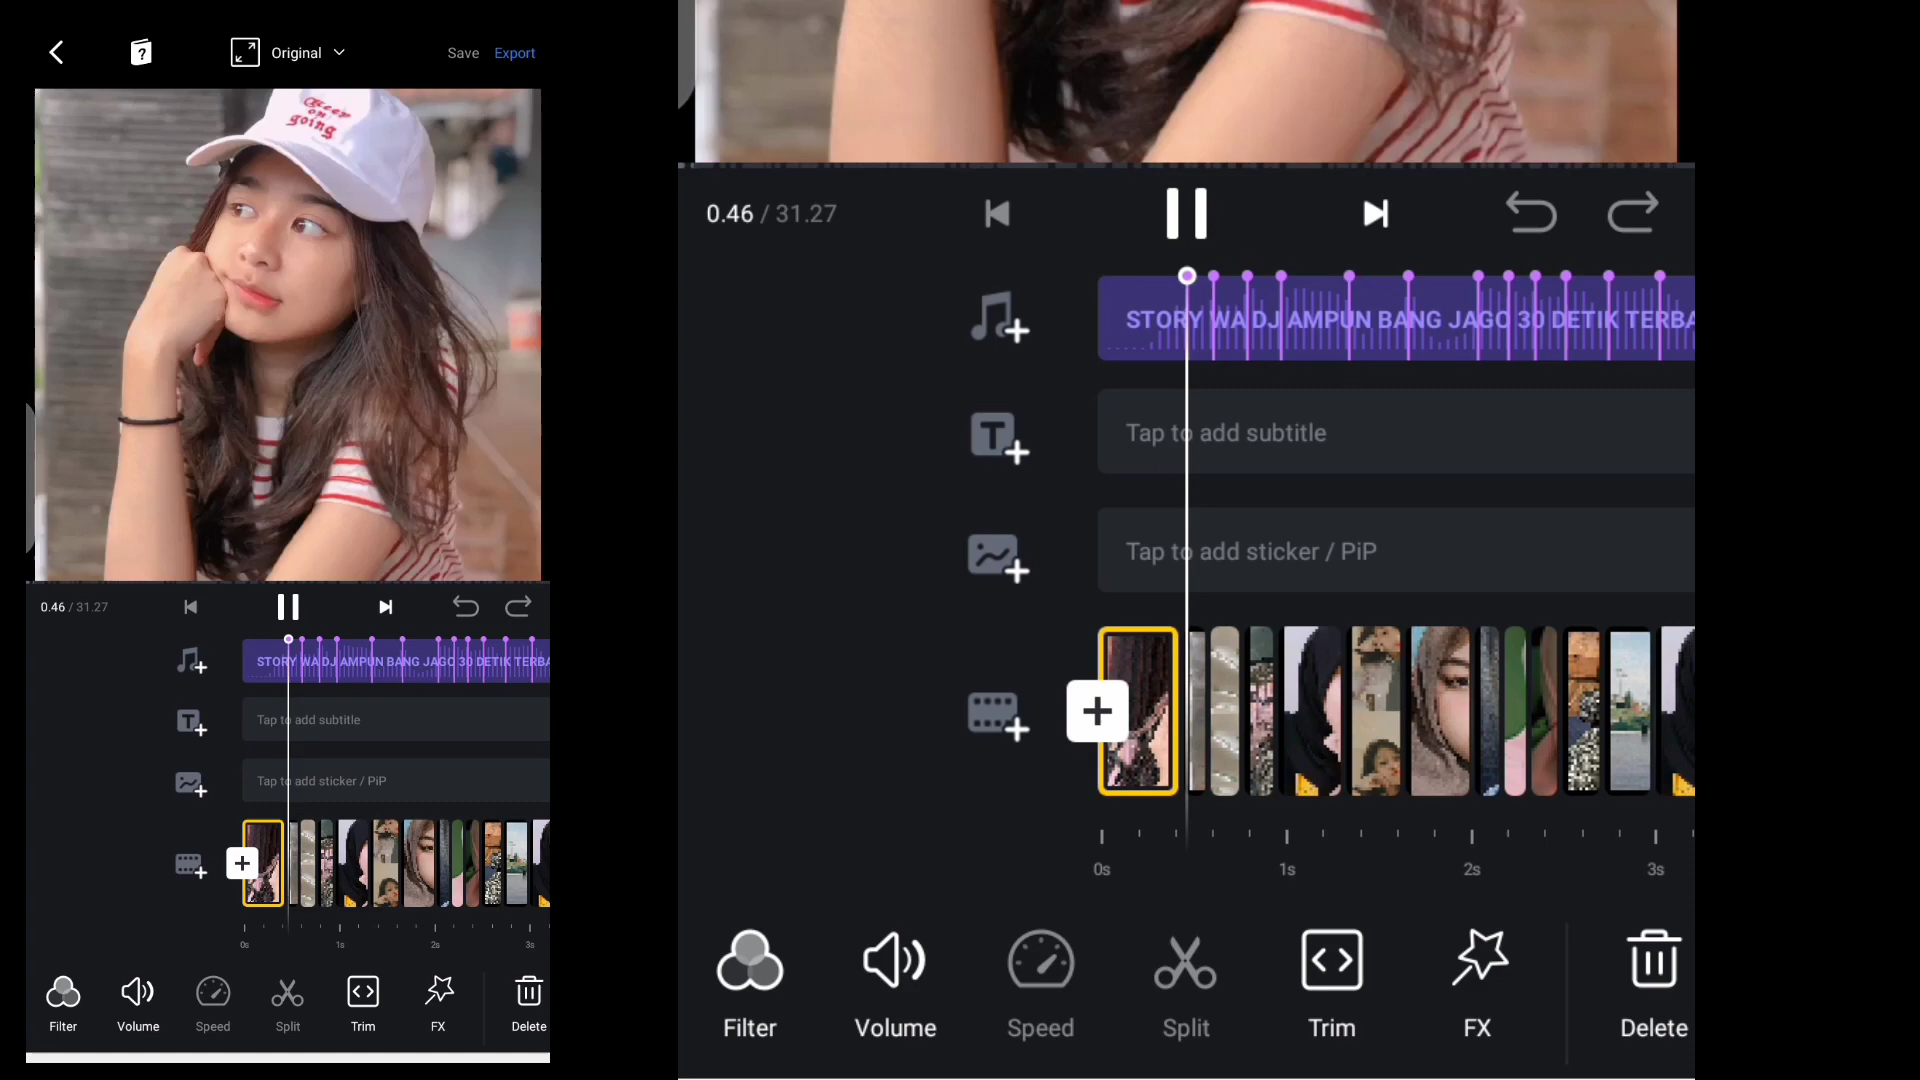 Original
Save
Export
Keep
on
going
0.46 / 31.27
STORY WA DJ AMPUN BANG JAGO 30 DETIK TERBA
Tap to add subtitle
Tap to add sticker / PiP
0s
1s
2s
3s
Filter
Volume
Speed
Split
Trim
FX
Delete
0.46 / 31.27
STORY WA DJ AMPUN BANG JAGO 30 DETIK TERBA
Tap to add subtitle
Tap to add sticker / PiP
0s
1s
2s
3s
Filter
Volume
Speed
Split
Trim
FX
Delete